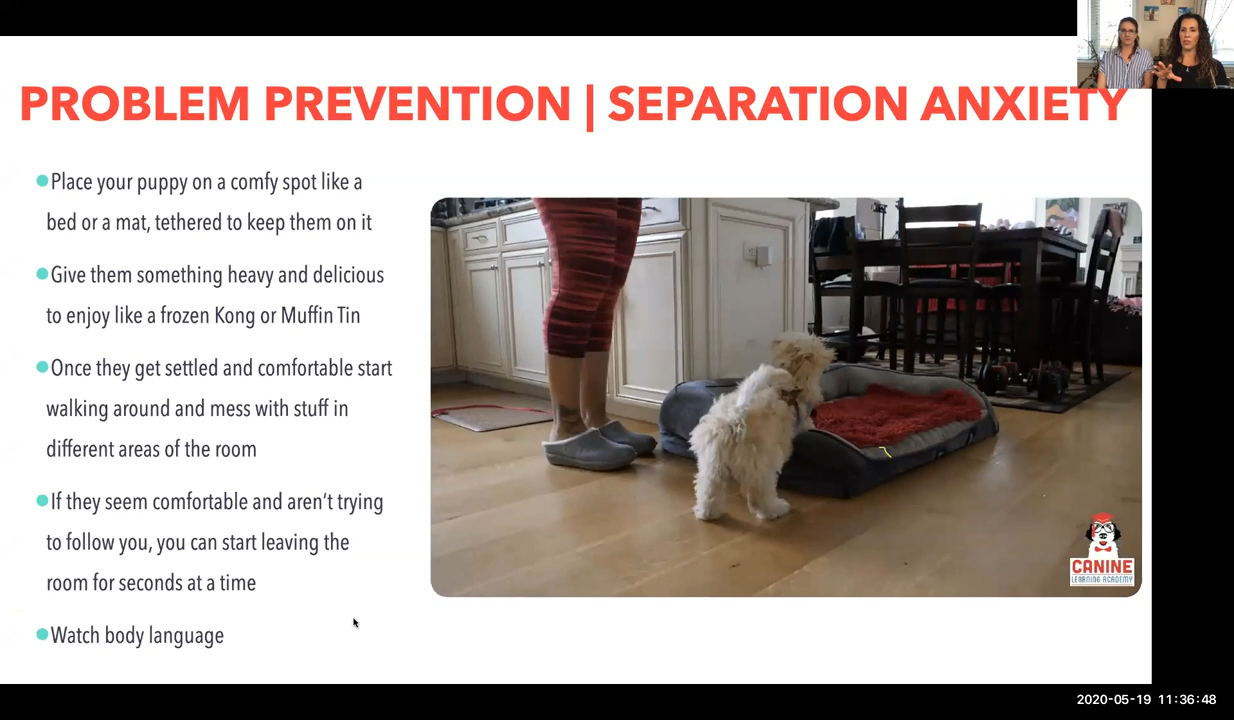 PROBLEM PREVENTION | SEPARATION ANXIETY
Place your puppy on a comfy spot like a
bed or a mat, tethered to keep them on it
Give them something heavy and delicious
to enjoy like a frozen Kong or Muffin Tin
Once they get settled and comfortable start
walking around and mess with stuff in
different areas of the room
If they seem comfortable and aren’t trying
to follow you, you can start leaving the
room for seconds at a time
Watch body language
CANINE
LEARNING ACADEMY
2020-05-19 11:36:48